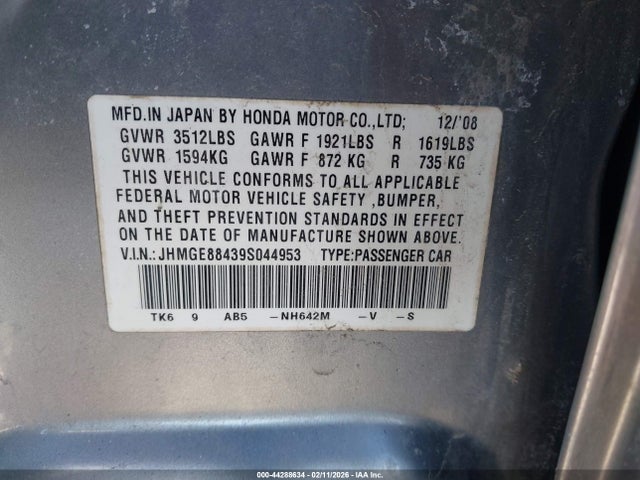 MFD.IN JAPAN BY HONDA MOTOR CO.,LTD; 12/'08
GVWR 3512LBS GAWR F 1921LBS R 1619LBS
GVWR 1594KG GAWR F 872 KG R 735 KG
THIS VEHICLE CONFORMS TO ALL APPLICABLE
FEDERAL MOTOR VEHICLE SAFETY ,BUMPER,
AND THEFT PREVENTION STANDARDS IN EFFECT
ON THE DATE OF MANUFACTURE SHOWN ABOVE.
V.I.N.: JHMGE88439S044953 TYPE:PASSENGER CAR
TK6 9 AB5 -NH642M -V -S
000-44288634 - 02/11/2026 - IAA Inc.